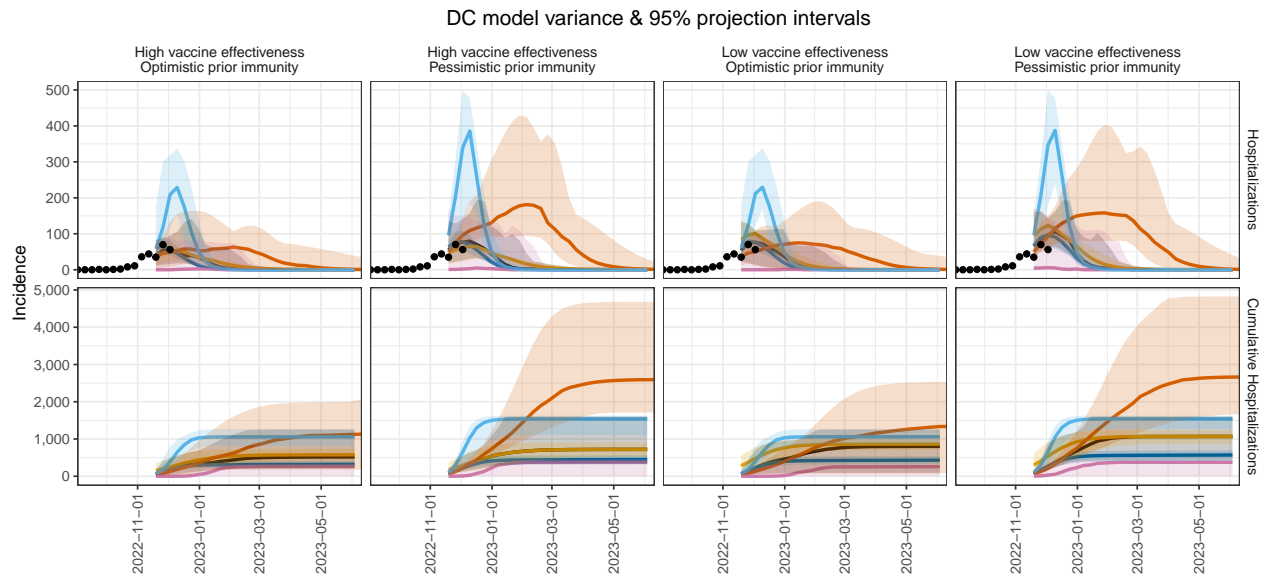 DC model variance & 95% projection intervals
High vaccine effectiveness
Optimistic prior immunity
High vaccine effectiveness
Pessimistic prior immunity
Low vaccine effectiveness
Optimistic prior immunity
Low vaccine effectiveness
Pessimistic prior immunity
Incidence
500
400
300
200
100
0
Hospitalizations
5,000
4,000
3,000
2,000
1,000
0
Cumulative Hospitalizations
2022−11−01
2023−01−01
2023−03−01
2023−05−01
2022−11−01
2023−01−01
2023−03−01
2023−05−01
2022−11−01
2023−01−01
2023−03−01
2023−05−01
2022−11−01
2023−01−01
2023−03−01
2023−05−01